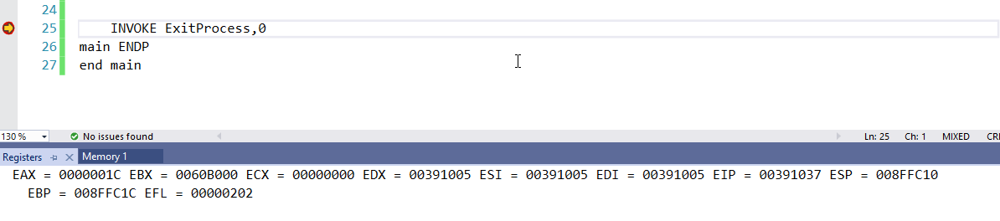 24
25 INVOKE ExitProcess,0
26 main ENDP
27 end main
130 % No issues found Ln: 25 Ch: 1 MIXED CR
Registers Memory 1
EAX = 0000001C EBX = 0060B000 ECX = 00000000 EDX = 00391005 ESI = 00391005 EDI = 00391005 EIP = 00391037 ESP = 008FFC10
EBP = 008FFC1C EFL = 00000202